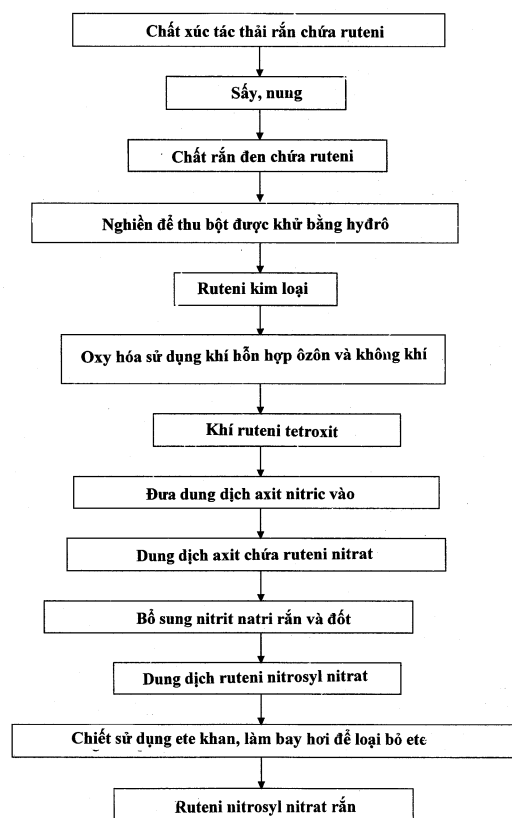 Chất xúc tác thải rắn chứa ruteni
Sấy, nung
Chất rắn đen chứa ruteni
Nghiền để thu bột được khử bằng hyđrô
Ruteni kim loại
Oxy hóa sử dụng khí hỗn hợp ôzôn và không khí
Khí ruteni tetroxit
Đưa dung dịch axit nitric vào
Dung dịch axit chứa ruteni nitrat
Bổ sung nitrit natri rắn và đốt
Dung dịch ruteni nitrosyl nitrat
Chiết sử dụng ete khan, làm bay hơi để loại bỏ ete
Ruteni nitrosyl nitrat rắn